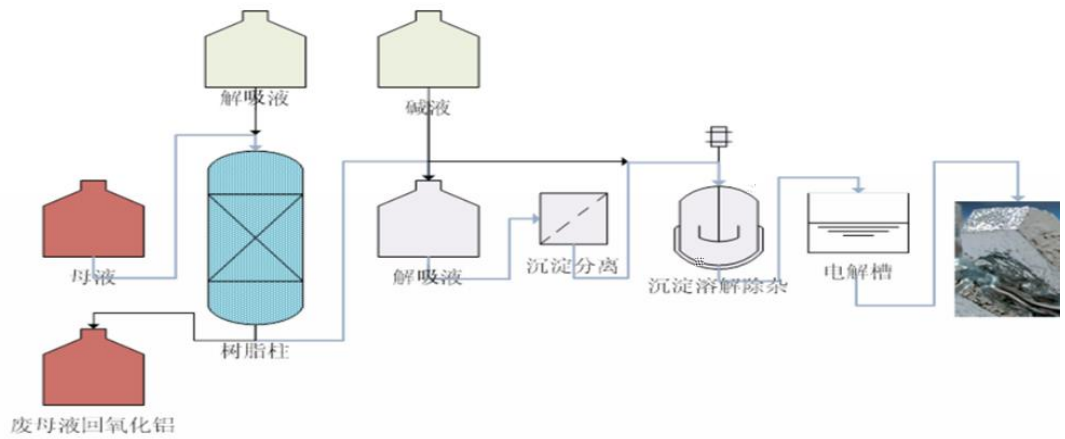 解吸液
碱液
母液
解吸液
沉淀分离
沉淀溶解除杂
电解槽
树脂柱
废母液回氧化铝